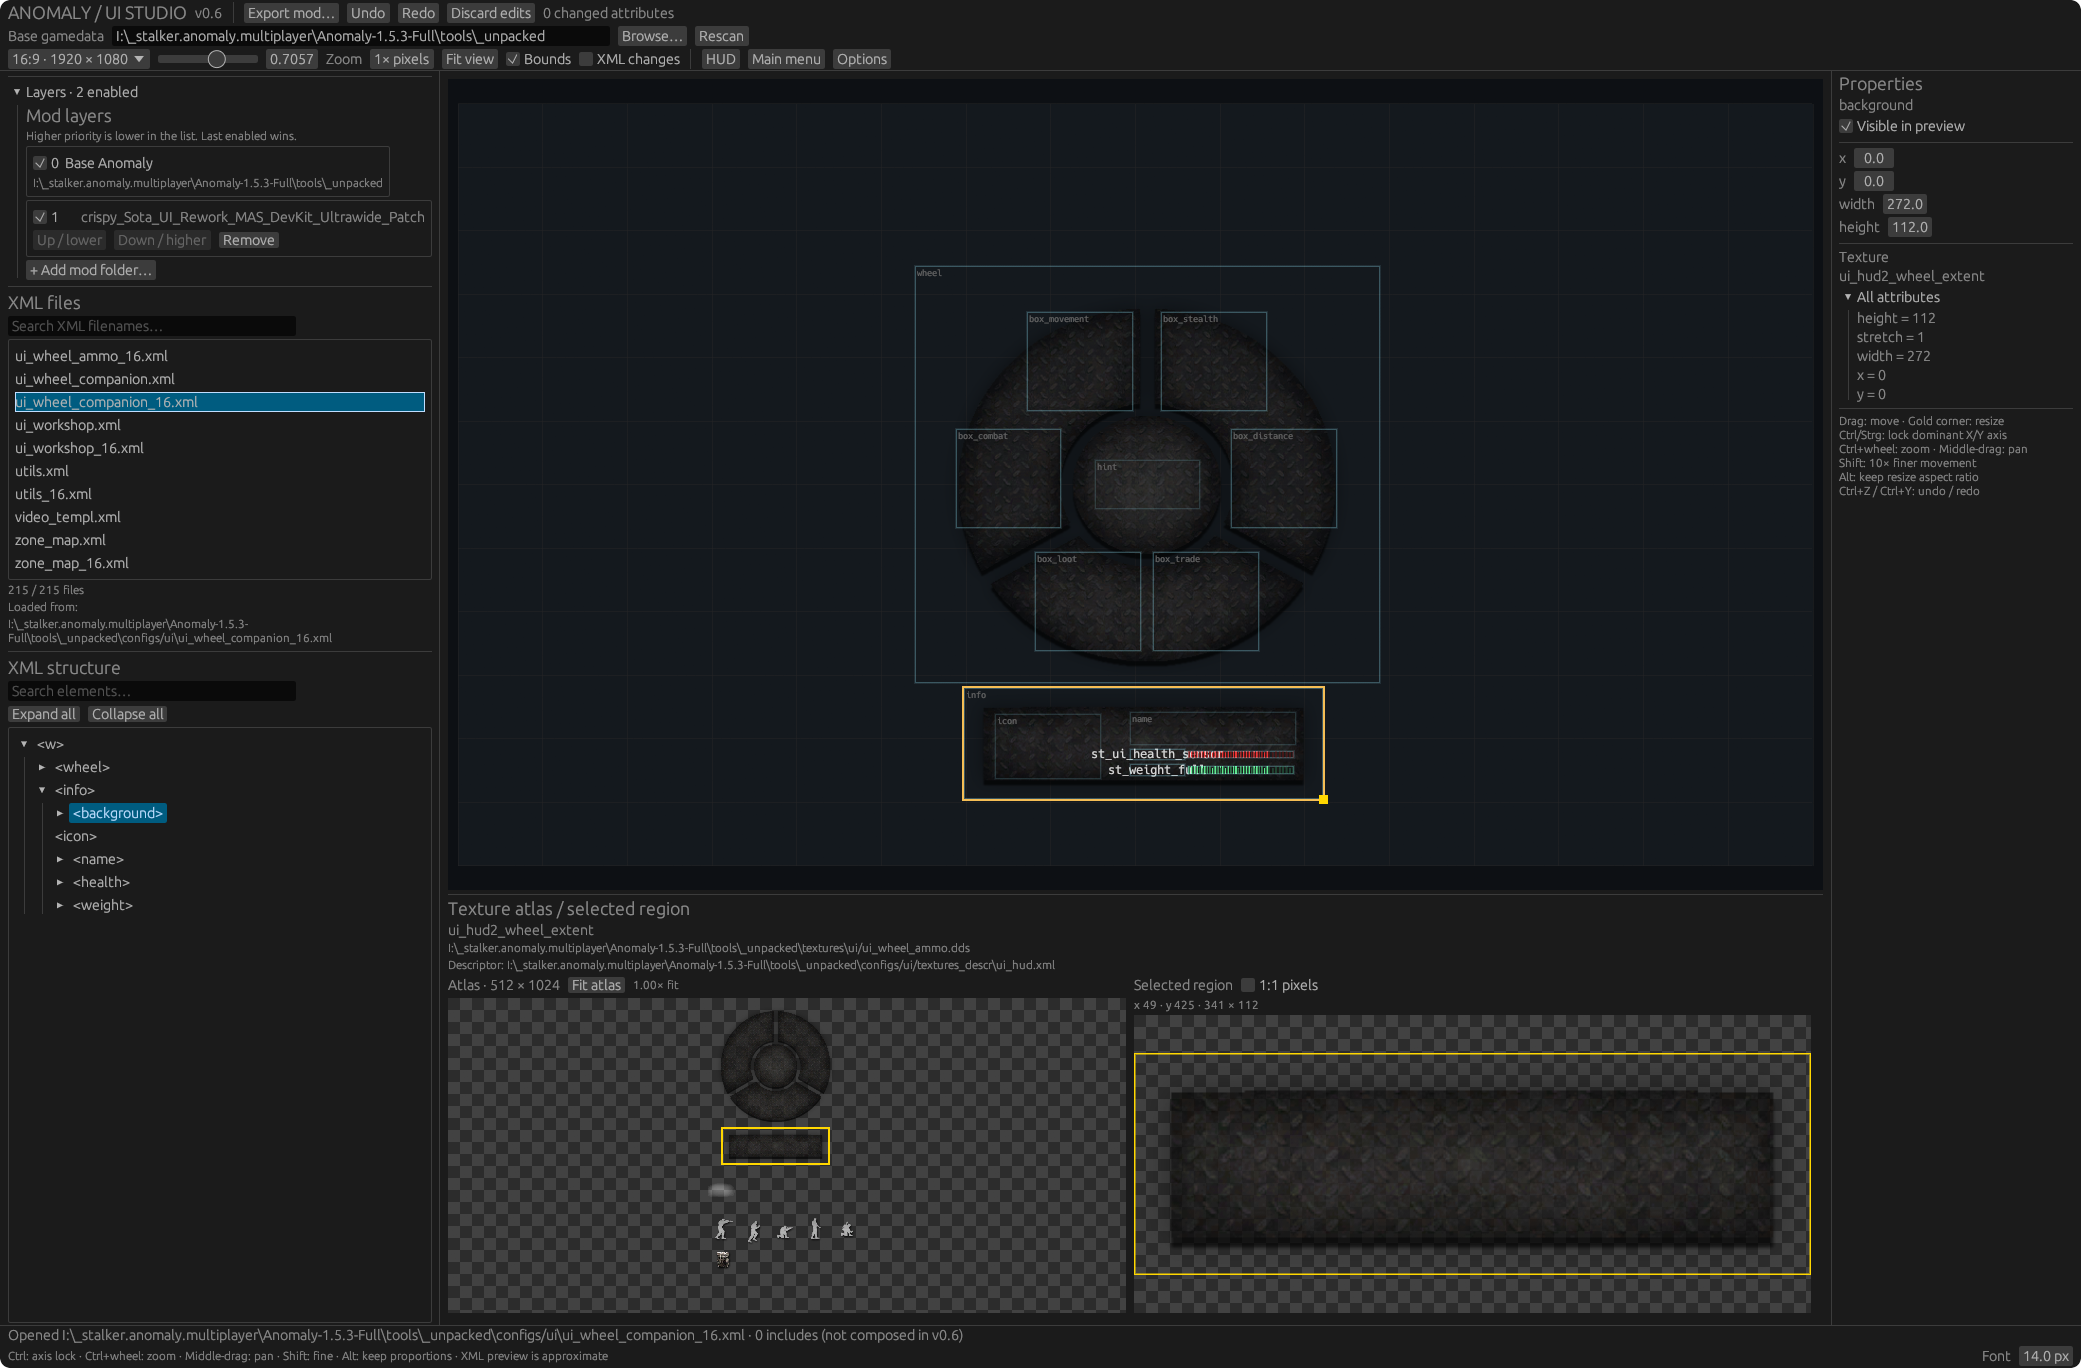 ANOMALY / UI STUDIO v0.6 Export mod… Undo Redo Discard edits 0 changed attributes
Base gamedata I:\_stalker.anomaly.multiplayer\Anomaly-1.5.3-Full\tools\_unpacked Browse… Rescan
16:9 · 1920 × 1080 0.7057 Zoom 1× pixels Fit view Bounds XML changes HUD Main menu Options
Layers · 2 enabled
Mod layers
Higher priority is lower in the list. Last enabled wins.
0 Base Anomaly
I:\_stalker.anomaly.multiplayer\Anomaly-1.5.3-Full\tools\_unpacked
1 crispy_Sota_UI_Rework_MAS_DevKit_Ultrawide_Patch
Up / lower Down / higher Remove
+ Add mod folder…
XML files
Search XML filenames…
ui_wheel_ammo_16.xml
ui_wheel_companion.xml
ui_wheel_companion_16.xml
ui_workshop.xml
ui_workshop_16.xml
utils.xml
utils_16.xml
video_templ.xml
zone_map.xml
zone_map_16.xml
215 / 215 files
Loaded from:
I:\_stalker.anomaly.multiplayer\Anomaly-1.5.3-
Full\tools\_unpacked\configs/ui\ui_wheel_companion_16.xml
XML structure
Search elements…
Expand all Collapse all
<w>
<wheel>
<info>
<background>
<icon>
<name>
<health>
<weight>
wheel
box_movement box_stealth
box_combat box_distance
hint
box_loot box_trade
info
icon name
st_ui_health_sensor
st_weight_full
Texture atlas / selected region
ui_hud2_wheel_extent
I:\_stalker.anomaly.multiplayer\Anomaly-1.5.3-Full\tools\_unpacked\textures\ui/ui_wheel_ammo.dds
Descriptor: I:\_stalker.anomaly.multiplayer\Anomaly-1.5.3-Full\tools\_unpacked\configs/ui/textures_descr\ui_hud.xml
Atlas · 512 × 1024 Fit atlas 1.00× fit
Selected region 1:1 pixels
x 49 · y 425 · 341 × 112
Properties
background
Visible in preview
x 0.0
y 0.0
width 272.0
height 112.0
Texture
ui_hud2_wheel_extent
All attributes
height = 112
stretch = 1
width = 272
x = 0
y = 0
Drag: move · Gold corner: resize
Ctrl/Strg: lock dominant X/Y axis
Ctrl+wheel: zoom · Middle-drag: pan
Shift: 10× finer movement
Alt: keep resize aspect ratio
Ctrl+Z / Ctrl+Y: undo / redo
Opened I:\_stalker.anomaly.multiplayer\Anomaly-1.5.3-Full\tools\_unpacked\configs/ui\ui_wheel_companion_16.xml · 0 includes (not composed in v0.6)
Ctrl: axis lock · Ctrl+wheel: zoom · Middle-drag: pan · Shift: fine · Alt: keep proportions · XML preview is approximate
Font 14.0 px